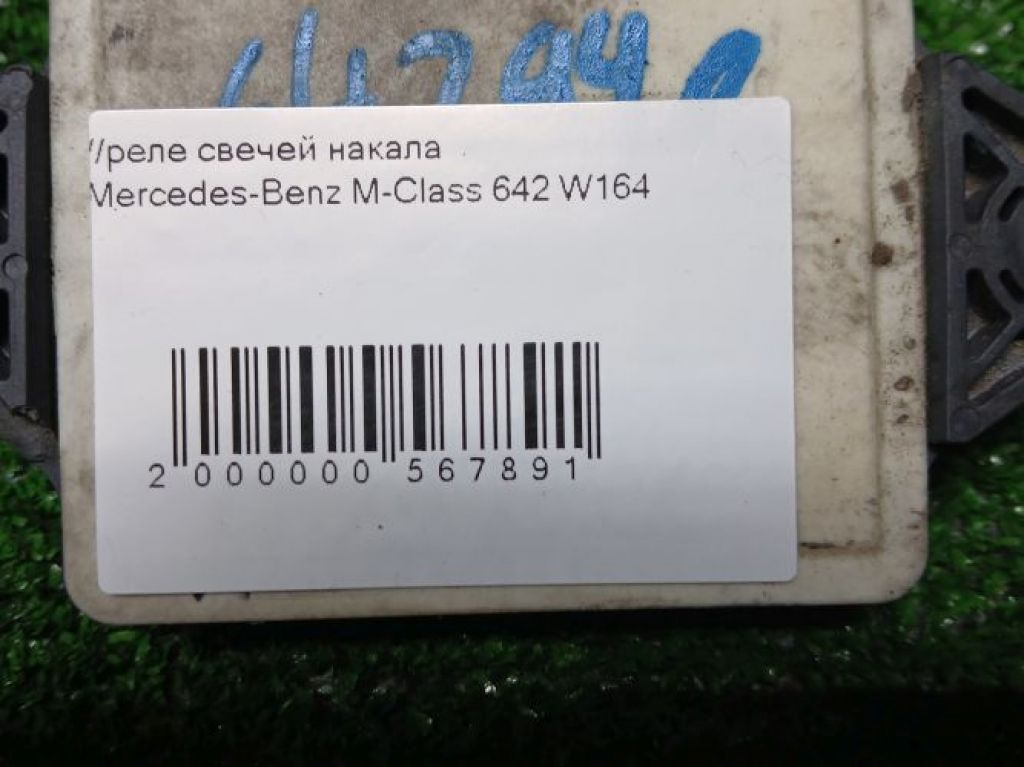 //реле свечей накала
Mercedes-Benz M-Class 642 W164
2 000000 567891